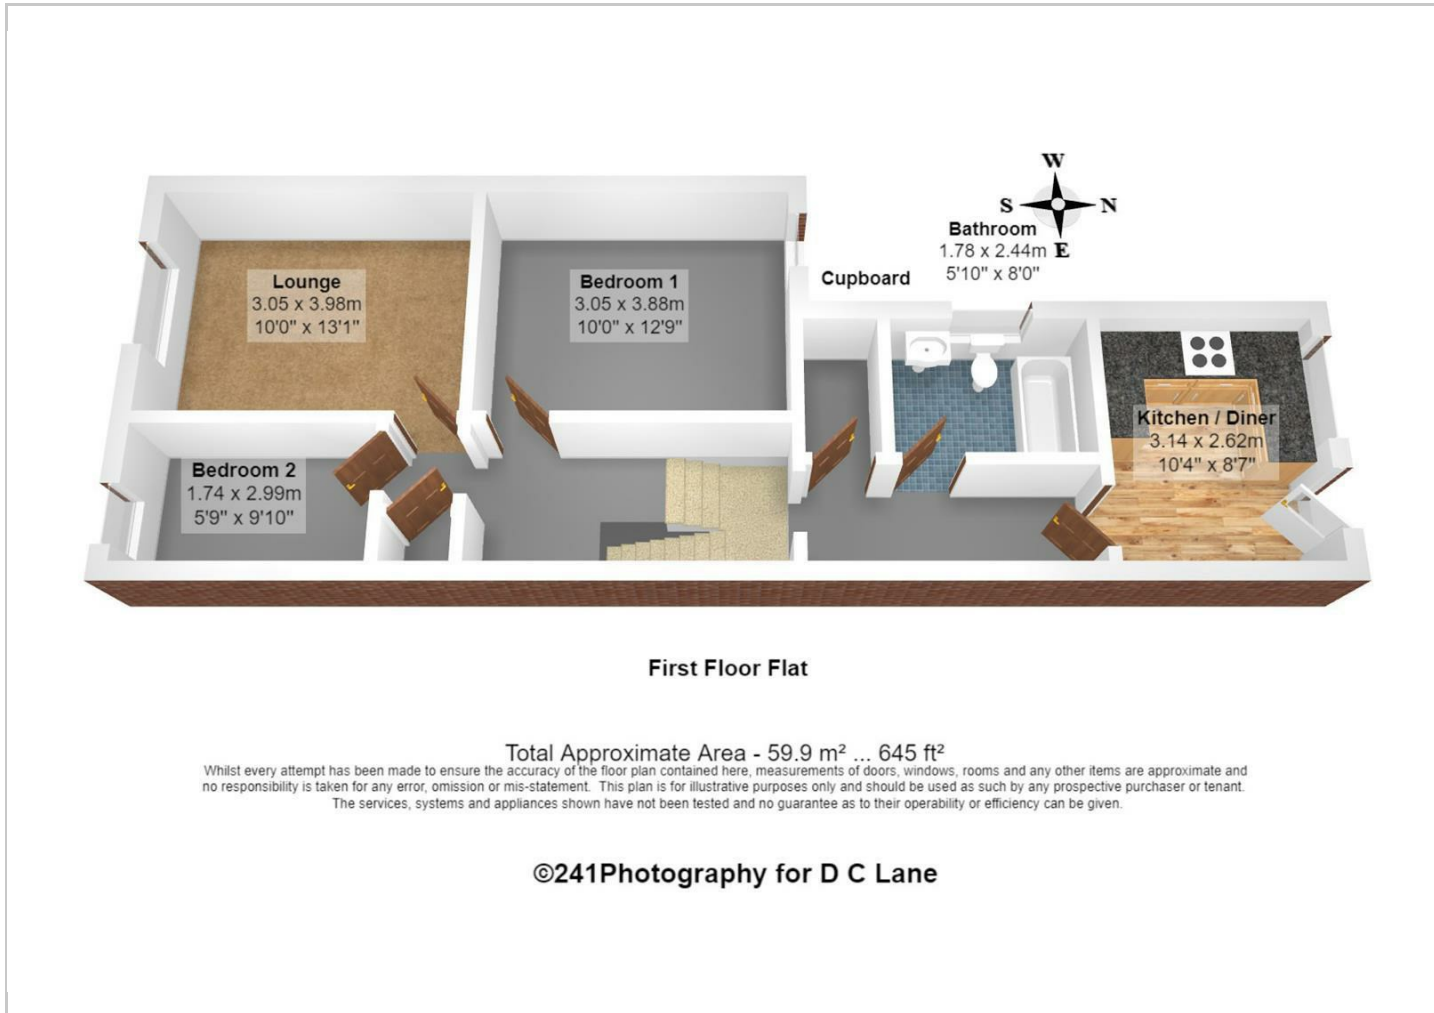 W
S N
E
Bathroom
1.78 x 2.44m
5'10" x 8'0"
Cupboard
Lounge
3.05 x 3.98m
10'0" x 13'1"
Bedroom 1
3.05 x 3.88m
10'0" x 12'9"
Kitchen / Diner
3.14 x 2.62m
10'4" x 8'7"
Bedroom 2
1.74 x 2.99m
5'9" x 9'10"
First Floor Flat
Total Approximate Area - 59.9 m² ... 645 ft²
Whilst every attempt has been made to ensure the accuracy of the floor plan contained here, measurements of doors, windows, rooms and any other items are approximate and
no responsibility is taken for any error, omission or mis-statement. This plan is for illustrative purposes only and should be used as such by any prospective purchaser or tenant.
The services, systems and appliances shown have not been tested and no guarantee as to their operability or efficiency can be given.
©241Photography for D C Lane